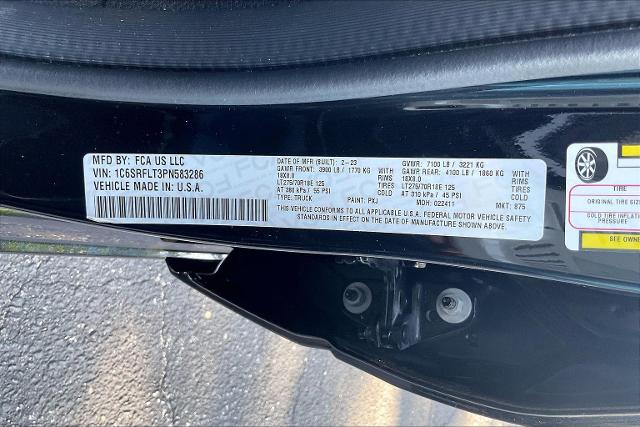 MFD BY: FCA US LLC
VIN: 1C6SRFLT3PN583286
VEHICLE MADE IN U.S.A.
DATE OF MFR (BUILT): 2-23
GAWR FRONT: 3900 LB / 1770 KG
WITH
18X8.0
RIMS
LT275/70R18E 125
TIRES
AT 380 kPa / 55 PSI
COLD
TYPE: TRUCK
PAINT: PXJ
GVWR: 7100 LB / 3221 KG
GAWR REAR: 4100 LB / 1860 KG
WITH
18X8.0
RIMS
LT275/70R18E 125
TIRES
AT 310 kPa / 45 PSI
COLD
MDH: 022411
MKT: 875
THIS VEHICLE CONFORMS TO ALL APPLICABLE U.S.A. FEDERAL MOTOR VEHICLE SAFETY
STANDARDS IN EFFECT ON THE DATE OF MANUFACTURE SHOWN ABOVE.
ORIGINAL TIRE SIZE
COLD TIRE INFLAT
PRESSURE
SEE OWNE